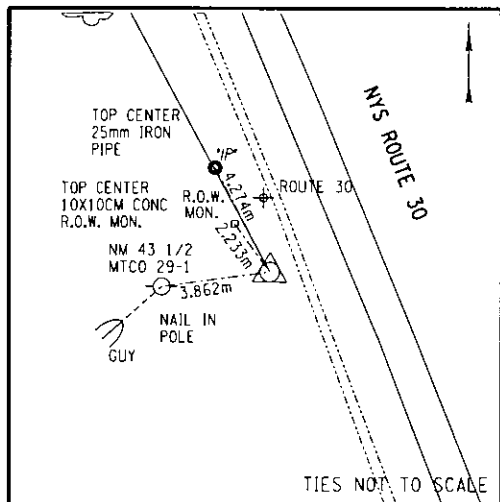 NYS ROUTE 30
TOP CENTER
25mm IRON
PIPE
"IP"
4.274m
ROUTE 30
TOP CENTER
10X10CM CONC
R.O.W. MON.
R.O.W.
MON.
2.233m
NM 43 1/2
MTCO 29-1
3.862m
NAIL IN
POLE
GUY
TIES NOT TO SCALE